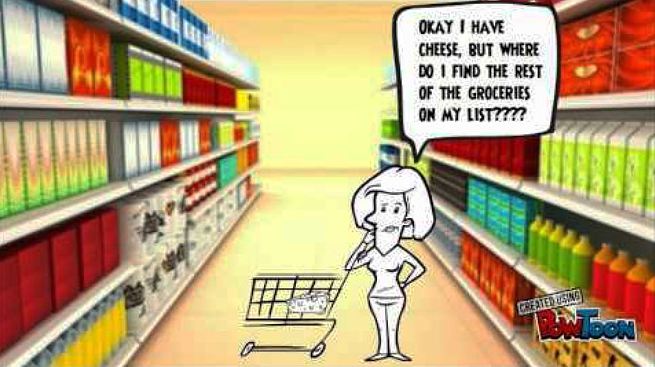 OKAY I HAVE
CHEESE, BUT WHERE
DO I FIND THE REST
OF THE GROCERIES
ON MY LIST????
CREATED USING
POWTOON